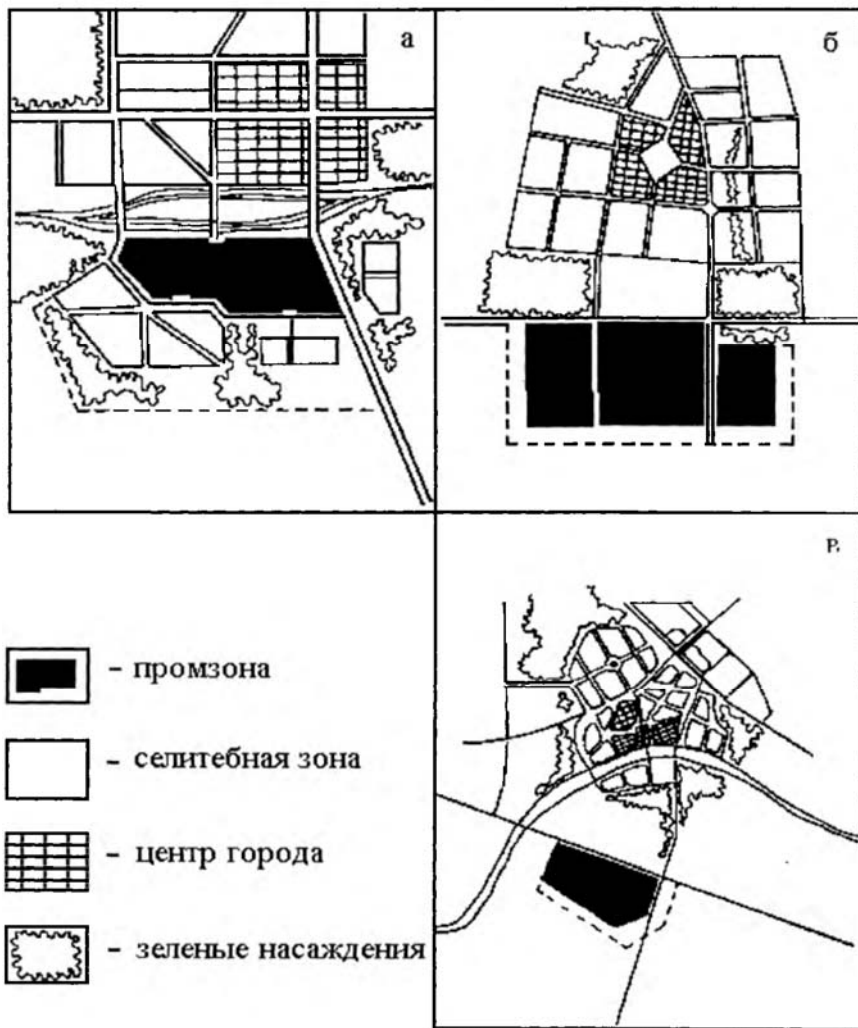 а
б
в
- промзона
- селитебная зона
- центр города
- зеленые насаждения